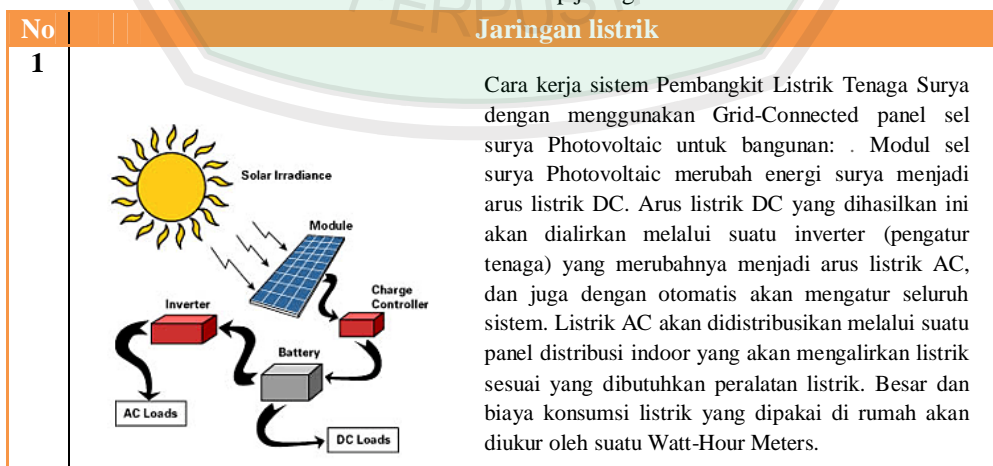 No Jaringan listrik
1
Solar Irradiance
Module
Charge
Controller
Inverter
Battery
AC Loads
DC Loads
Cara kerja sistem Pembangkit Listrik Tenaga Surya
dengan menggunakan Grid-Connected panel sel
surya Photovoltaic untuk bangunan: . Modul sel
surya Photovoltaic merubah energi surya menjadi
arus listrik DC. Arus listrik DC yang dihasilkan ini
akan dialirkan melalui suatu inverter (pengatur
tenaga) yang merubahnya menjadi arus listrik AC,
dan juga dengan otomatis akan mengatur seluruh
sistem. Listrik AC akan didistribusikan melalui suatu
panel distribusi indoor yang akan mengalirkan listrik
sesuai yang dibutuhkan peralatan listrik. Besar dan
biaya konsumsi listrik yang dipakai di rumah akan
diukur oleh suatu Watt-Hour Meters.